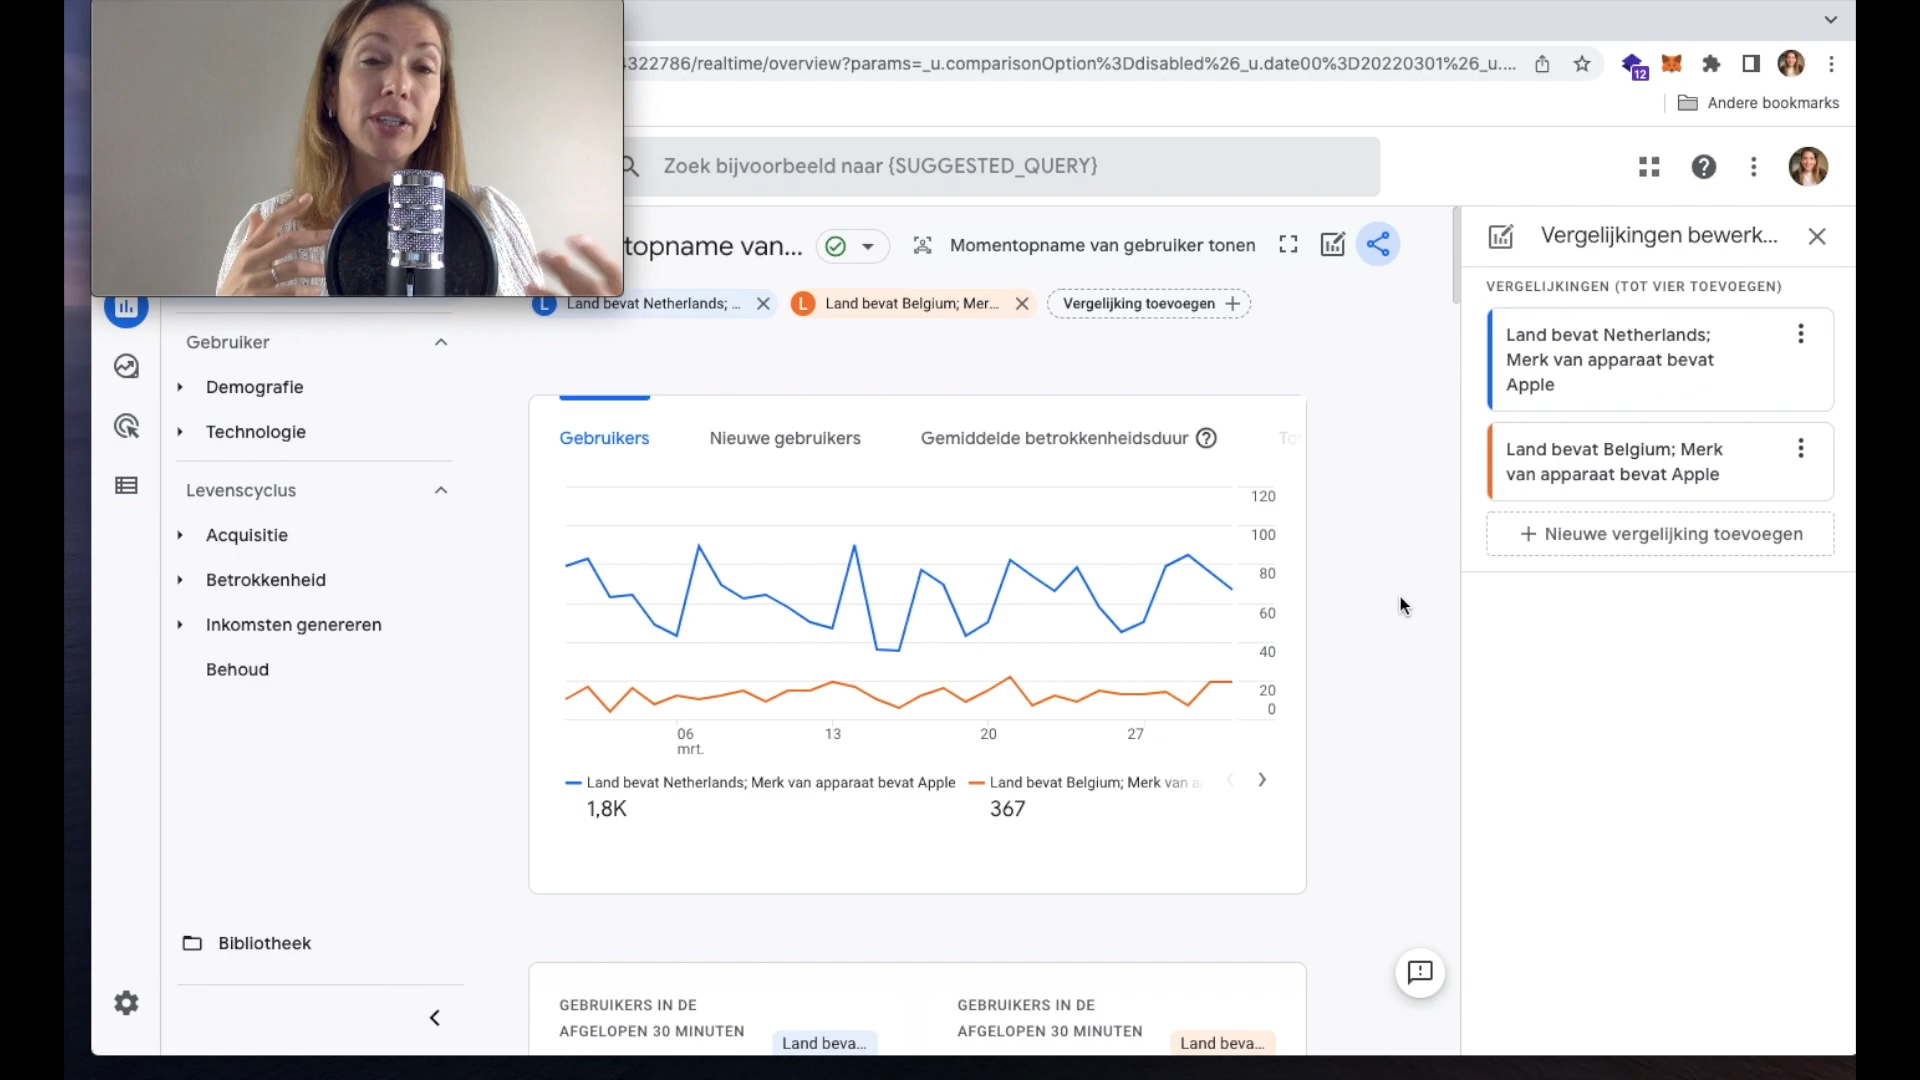 4322786/realtime/overview?params=_u.comparisonOption%3Ddisabled%26_u.date00%3D20220301%26_u....
12
Andere bookmarks
Zoek bijvoorbeeld naar {SUGGESTED_QUERY}
topname van...
Momentopname van gebruiker tonen
L Land bevat Netherlands; ...
L Land bevat Belgium; Mer...
Vergelijking toevoegen
Gebruiker
Demografie
Technologie
Levenscyclus
Acquisitie
Betrokkenheid
Inkomsten genereren
Behoud
Bibliotheek
Gebruikers
Nieuwe gebruikers
Gemiddelde betrokkenheidsduur
120
100
80
60
40
20
0
06
mrt.
13
20
27
Land bevat Netherlands; Merk van apparaat bevat Apple
1,8K
Land bevat Belgium; Merk van a
367
GEBRUIKERS IN DE
AFGELOPEN 30 MINUTEN
Land beva...
GEBRUIKERS IN DE
AFGELOPEN 30 MINUTEN
Land beva...
Vergelijkingen bewerk...
VERGELIJKINGEN (TOT VIER TOEVOEGEN)
Land bevat Netherlands;
Merk van apparaat bevat
Apple
Land bevat Belgium; Merk
van apparaat bevat Apple
+ Nieuwe vergelijking toevoegen